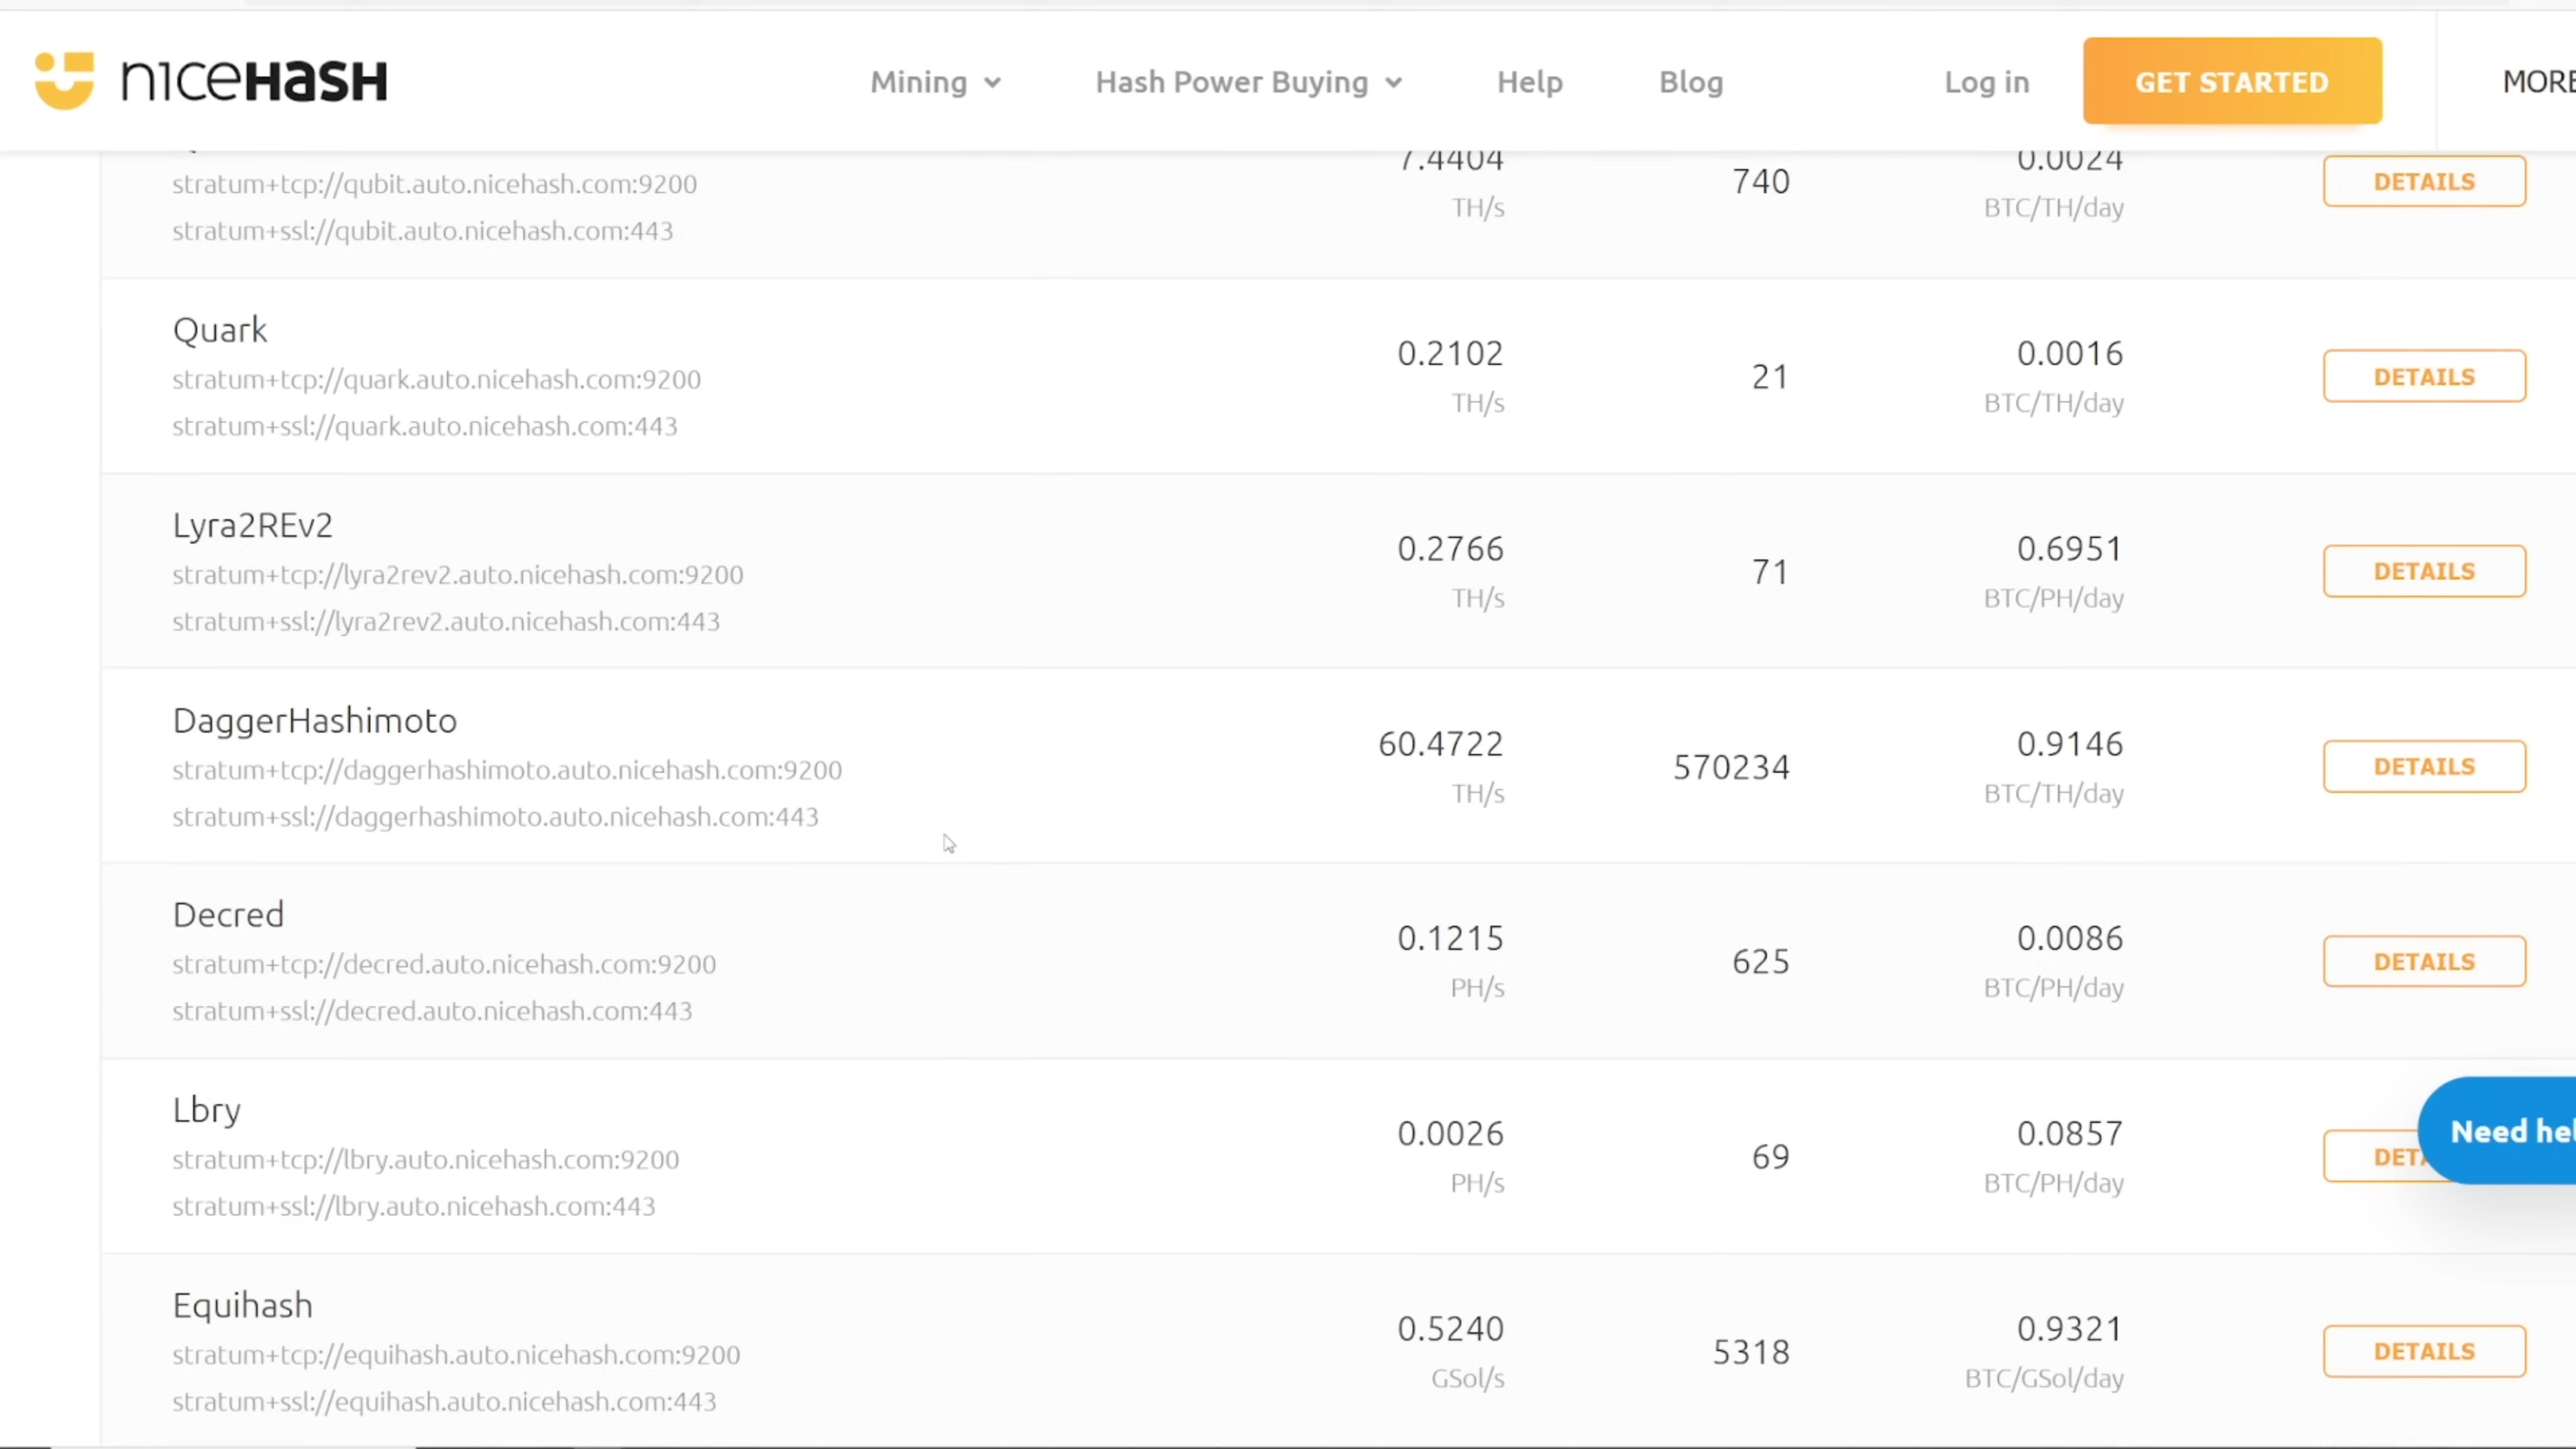 niceHasH
Mining
Hash Power Buying
Help
Blog
Log in
GET STARTED
MORE
stratum+tcp://qubit.auto.nicehash.com:9200
stratum+ssl://qubit.auto.nicehash.com:443
7.4404
TH/s
740
0.0024
BTC/TH/day
DETAILS
Quark
stratum+tcp://quark.auto.nicehash.com:9200
stratum+ssl://quark.auto.nicehash.com:443
0.2102
TH/s
21
0.0016
BTC/TH/day
DETAILS
Lyra2REv2
stratum+tcp://lyra2rev2.auto.nicehash.com:9200
stratum+ssl://lyra2rev2.auto.nicehash.com:443
0.2766
TH/s
71
0.6951
BTC/PH/day
DETAILS
DaggerHashimoto
stratum+tcp://daggerhashimoto.auto.nicehash.com:9200
stratum+ssl://daggerhashimoto.auto.nicehash.com:443
60.4722
TH/s
570234
0.9146
BTC/TH/day
DETAILS
Decred
stratum+tcp://decred.auto.nicehash.com:9200
stratum+ssl://decred.auto.nicehash.com:443
0.1215
PH/s
625
0.0086
BTC/PH/day
DETAILS
Lbry
stratum+tcp://lbry.auto.nicehash.com:9200
stratum+ssl://lbry.auto.nicehash.com:443
0.0026
PH/s
69
0.0857
BTC/PH/day
DETA
Need hel
Equihash
stratum+tcp://equihash.auto.nicehash.com:9200
stratum+ssl://equihash.auto.nicehash.com:443
0.5240
GSol/s
5318
0.9321
BTC/GSol/day
DETAILS